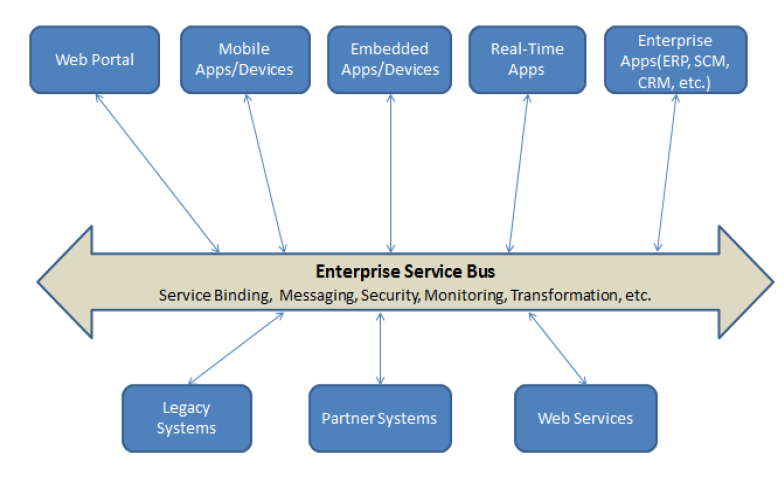 Web Portal
Mobile
Apps/Devices
Embedded
Apps/Devices
Real-Time
Apps
Enterprise
Apps(ERP, SCM,
CRM, etc.)
Enterprise Service Bus
Service Binding, Messaging, Security, Monitoring, Transformation, etc.
Legacy
Systems
Partner Systems
Web Services